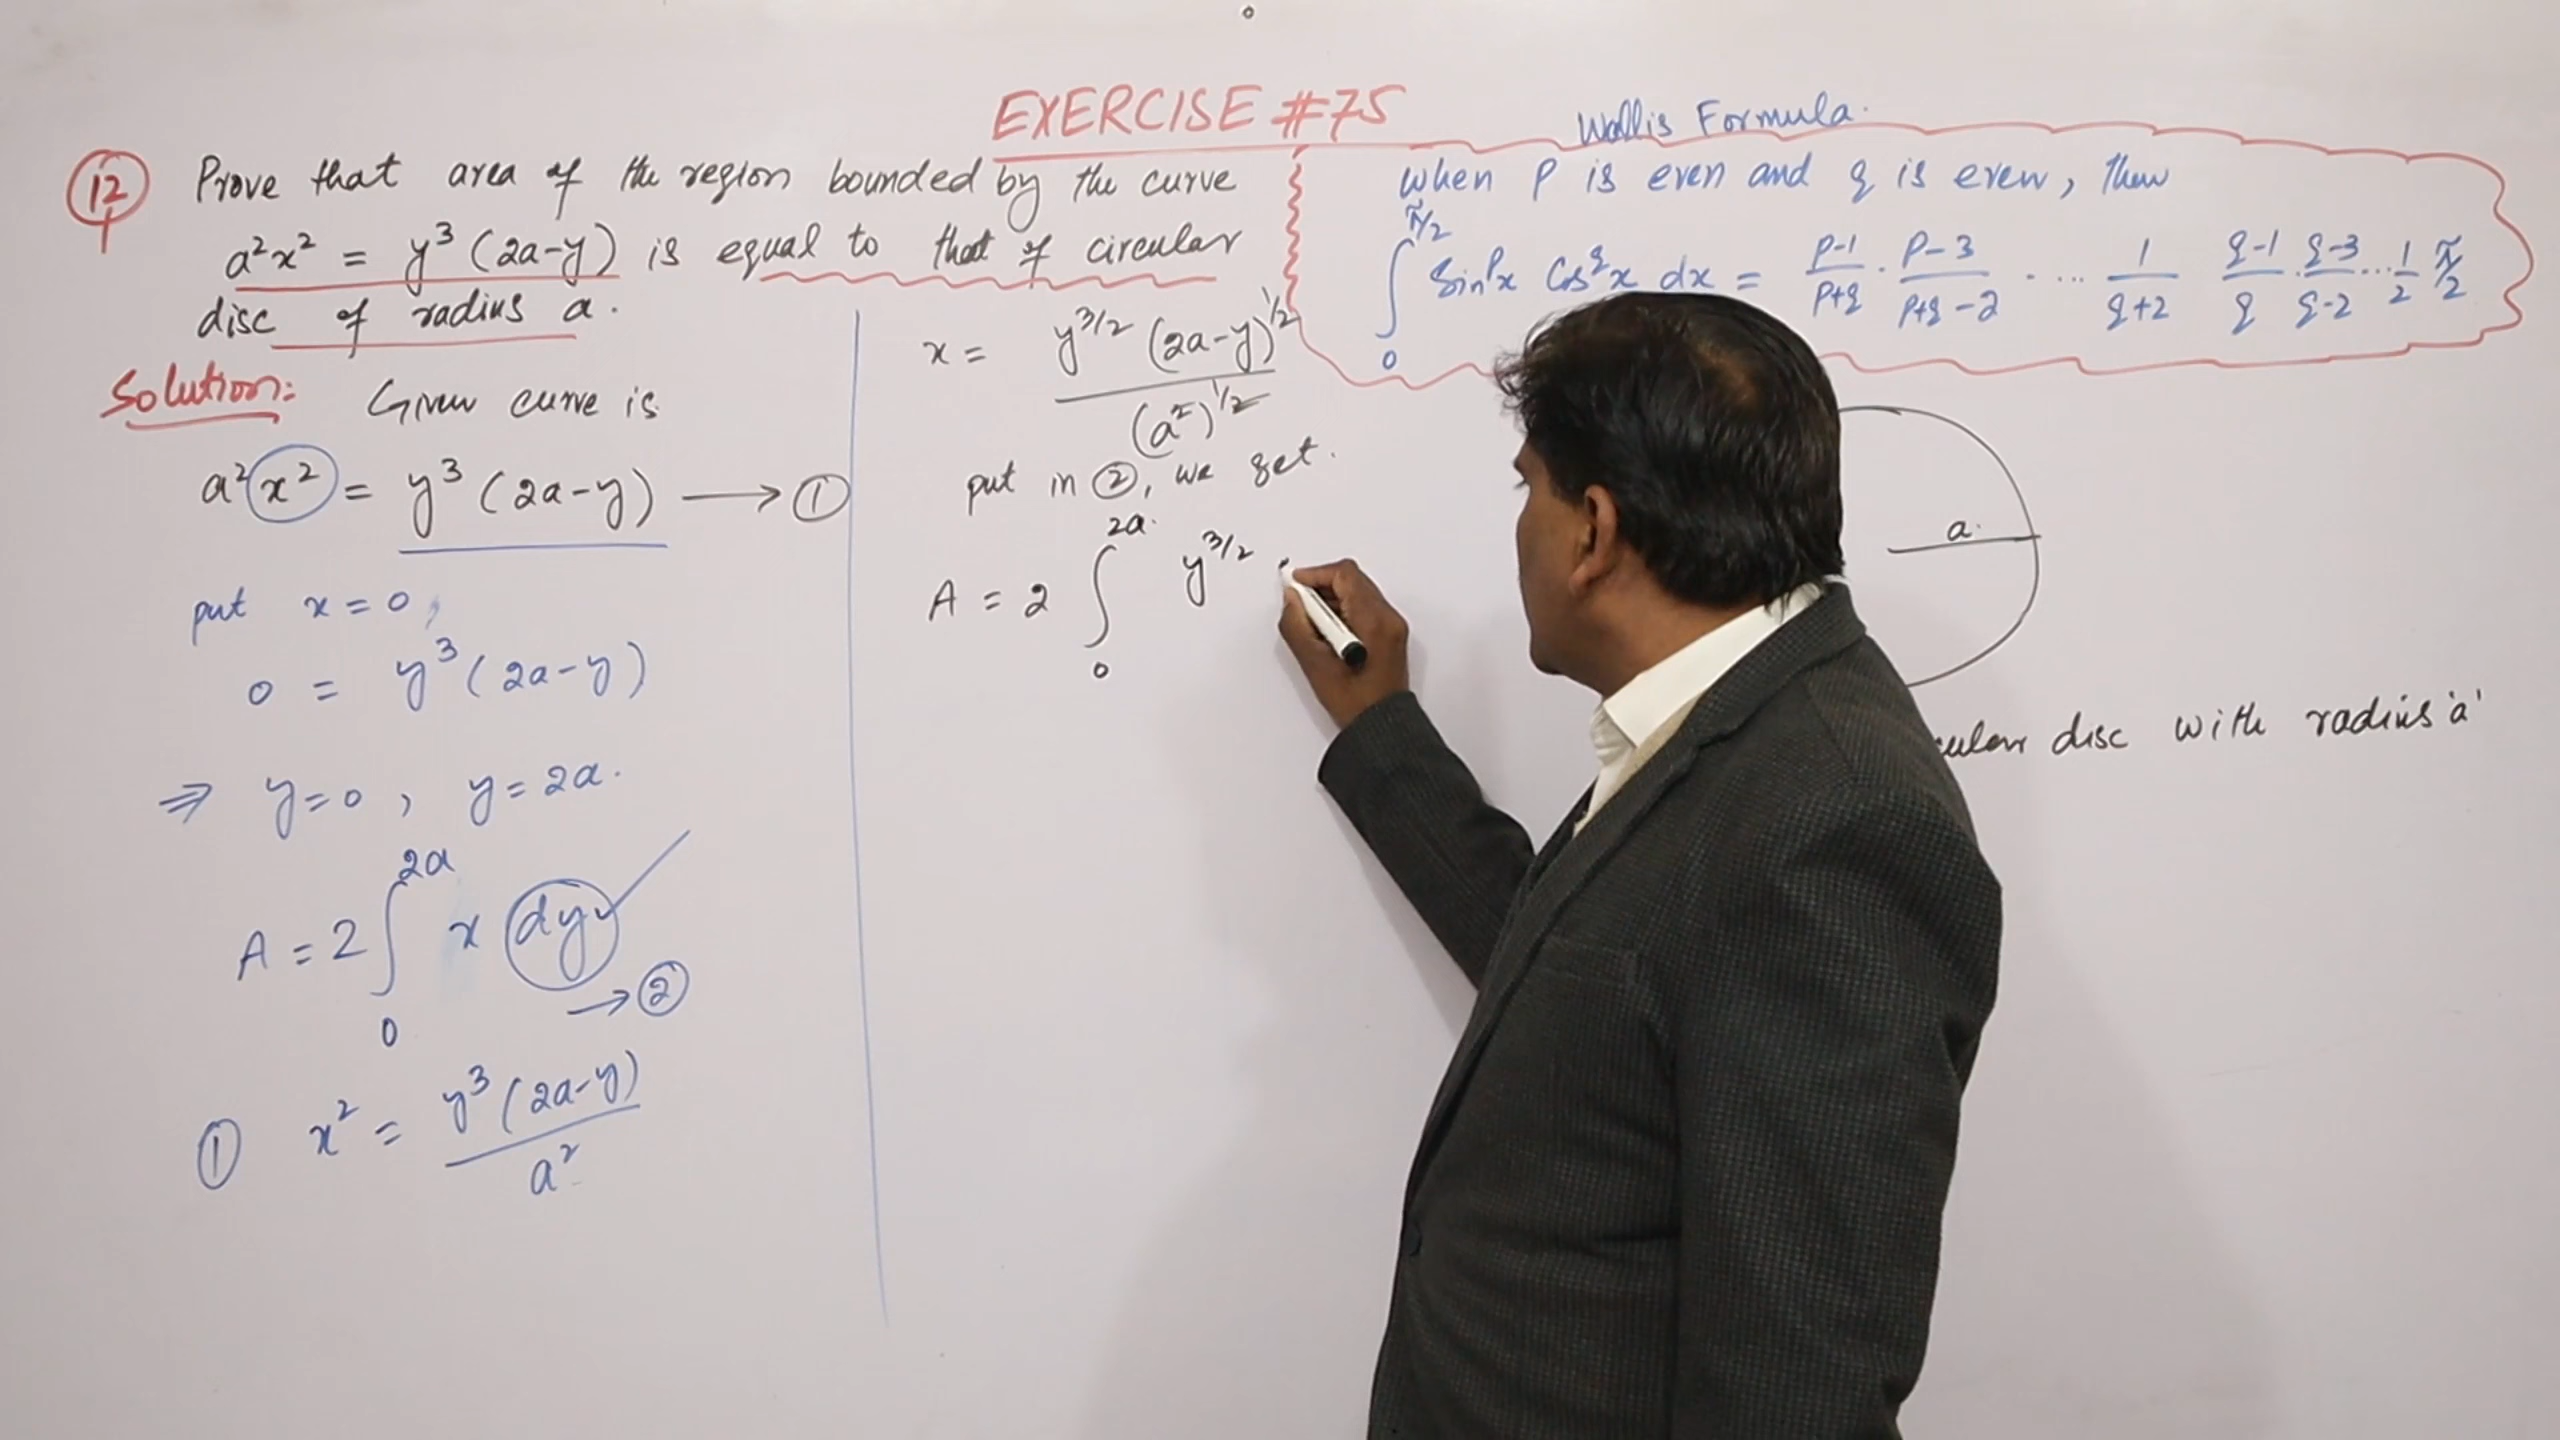 EXERCISE #75
12 Prove that area of the region bounded by the curve
a²x² = y³ (2a-y) is equal to that of circular
disc of radius a.
Wallis Formula.
when p is even and q is even, then
∫₀^{π/2} Sin^p x Cos^q x dx = (p-1)/(p+q) · (p-3)/(p+q-2) · ... 1/(q+2) (q-1)/q · (q-3)/(q-2) ... 1/2 π/2
Solution: Given curve is
a²x² = y³ (2a-y) → ①
put x = 0,
0 = y³ (2a-y)
⇒ y=0, y=2a.
A = 2 ∫₀^{2a} x dy → ②
① x² = y³(2a-y) / a²
x = y^{3/2} (2a-y)^{1/2} / (a²)^{1/2}
put in ②, we get.
A = 2 ∫₀^{2a} y^{3/2}
a.
disc with radius 'a'